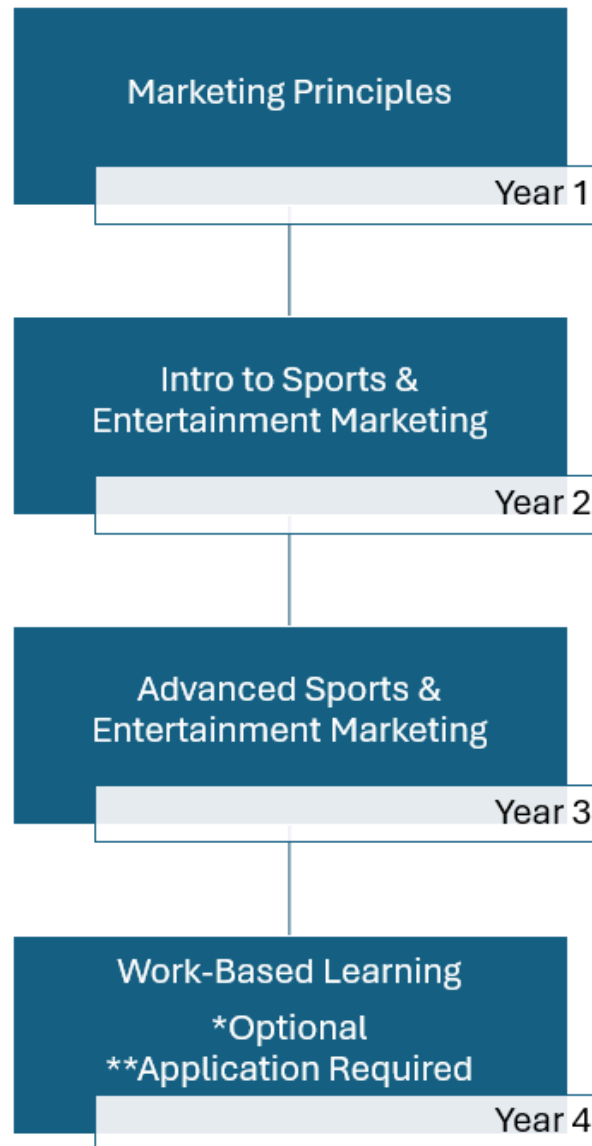 Marketing Principles
Year 1
Intro to Sports &
Entertainment Marketing
Year 2
Advanced Sports &
Entertainment Marketing
Year 3
Work-Based Learning
*Optional
**Application Required
Year 4